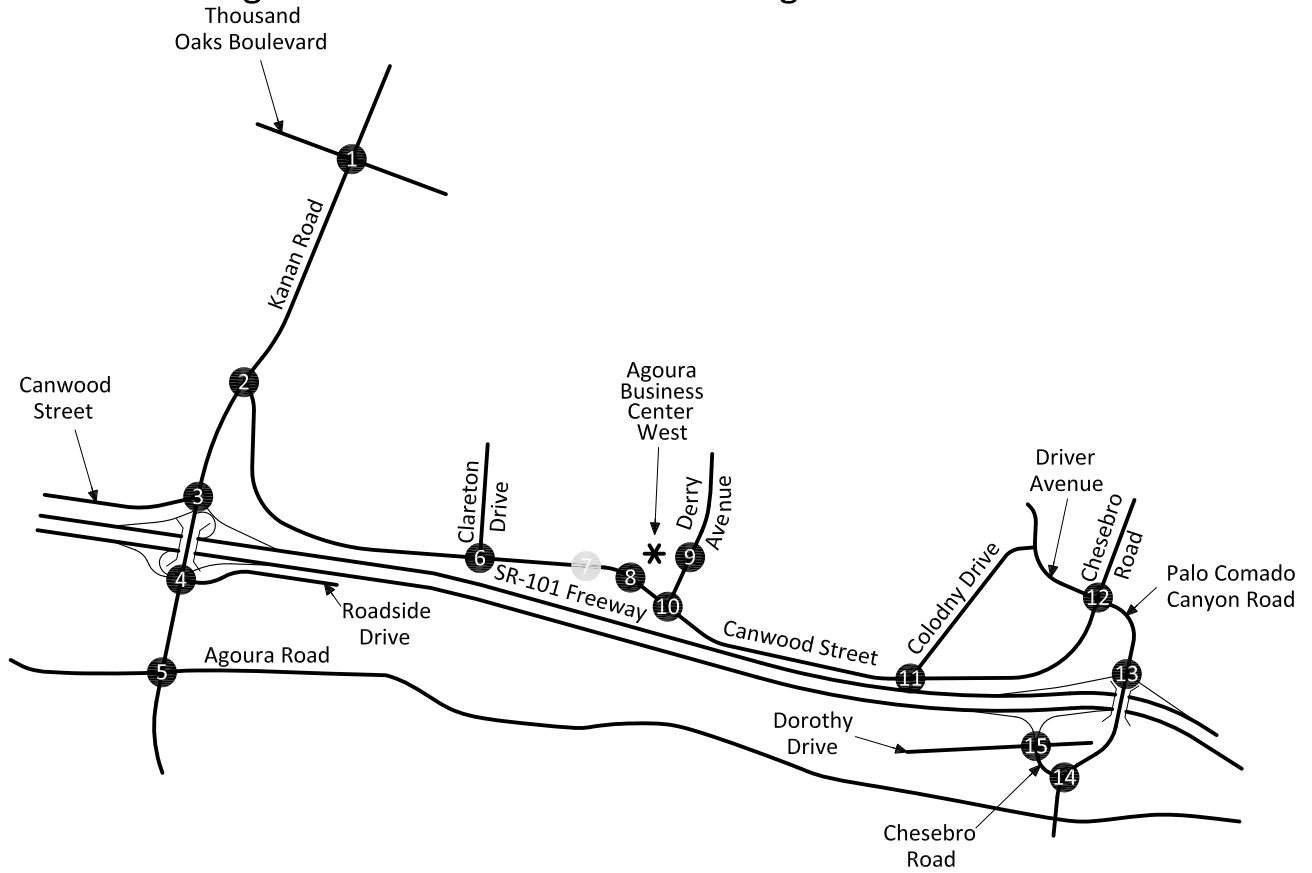 Thousand
Oaks Boulevard
1
Kanan Road
2
Canwood
Street
Agoura
Business
Center
West
3
Clareton
Drive
Derry
Avenue
Driver
Avenue
Chesebro
Road
4
6
7
8
9
10
SR-101 Freeway
Roadside
Drive
Colodny Drive
12
Palo Comado
Canyon Road
Canwood Street
5
Agoura Road
11
13
Dorothy
Drive
15
14
Chesebro
Road